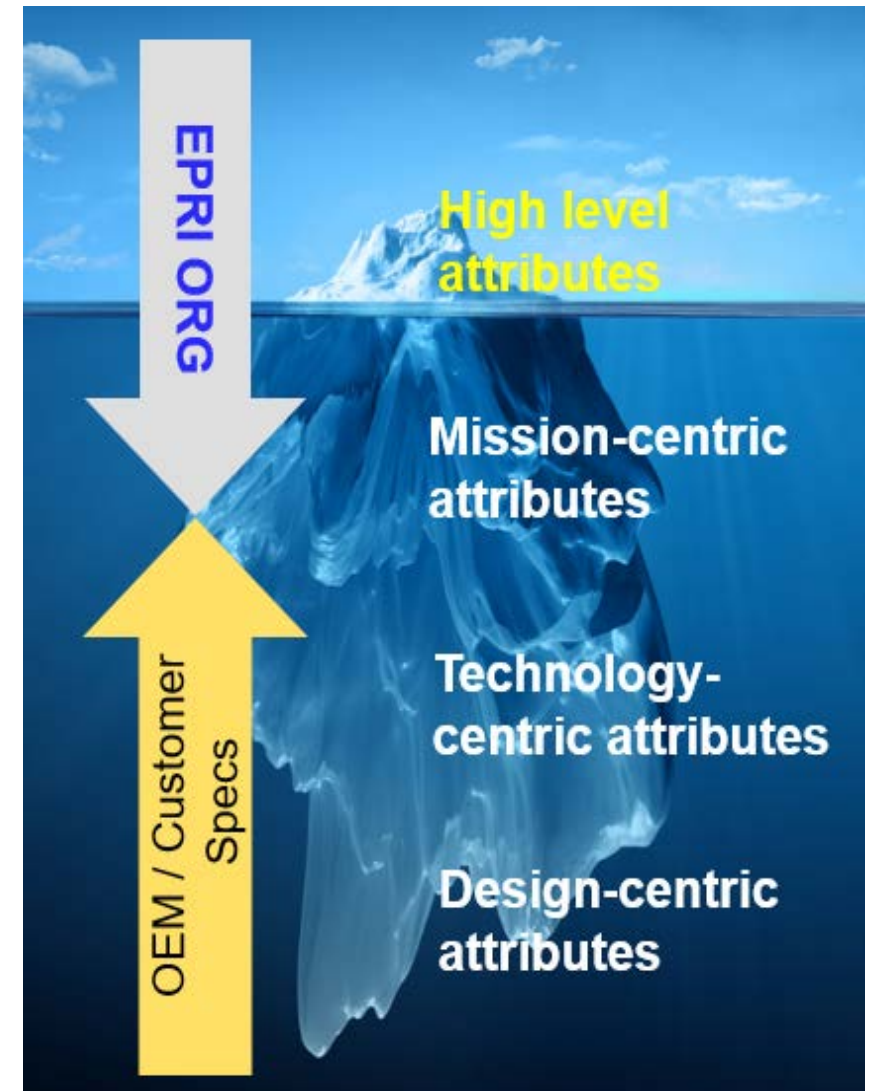 EPRI ORG
High level
attributes
Mission-centric
attributes
Technology-
centric attributes
Design-centric
attributes
OEM / Customer
Specs